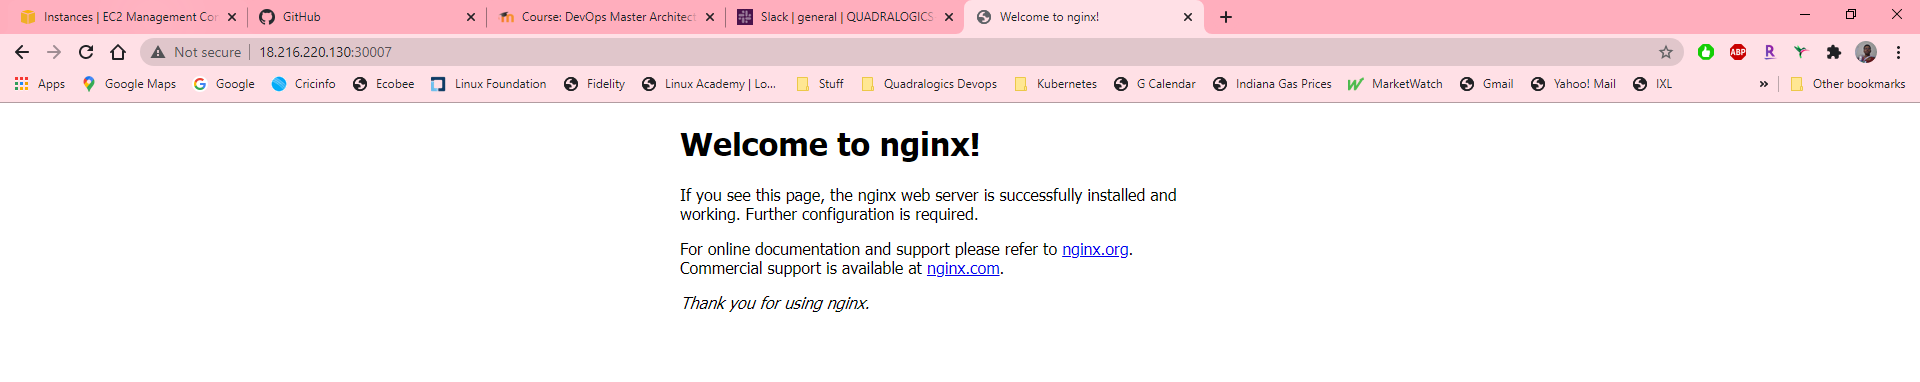 Instances | EC2 Management Cor
GitHub
Course: DevOps Master Architect
Slack | general | QUADRALOGICS
Welcome to nginx!
Not secure
18.216.220.130:30007
ABP
R
Apps
Google Maps
Google
Cricinfo
Ecobee
Linux Foundation
Fidelity
Linux Academy | Lo...
Stuff
Quadralogics Devops
Kubernetes
G Calendar
Indiana Gas Prices
MarketWatch
Gmail
Yahoo! Mail
IXL
»
Other bookmarks
Welcome to nginx!
If you see this page, the nginx web server is successfully installed and
working. Further configuration is required.
For online documentation and support please refer to nginx.org.
Commercial support is available at nginx.com.
Thank you for using nginx.